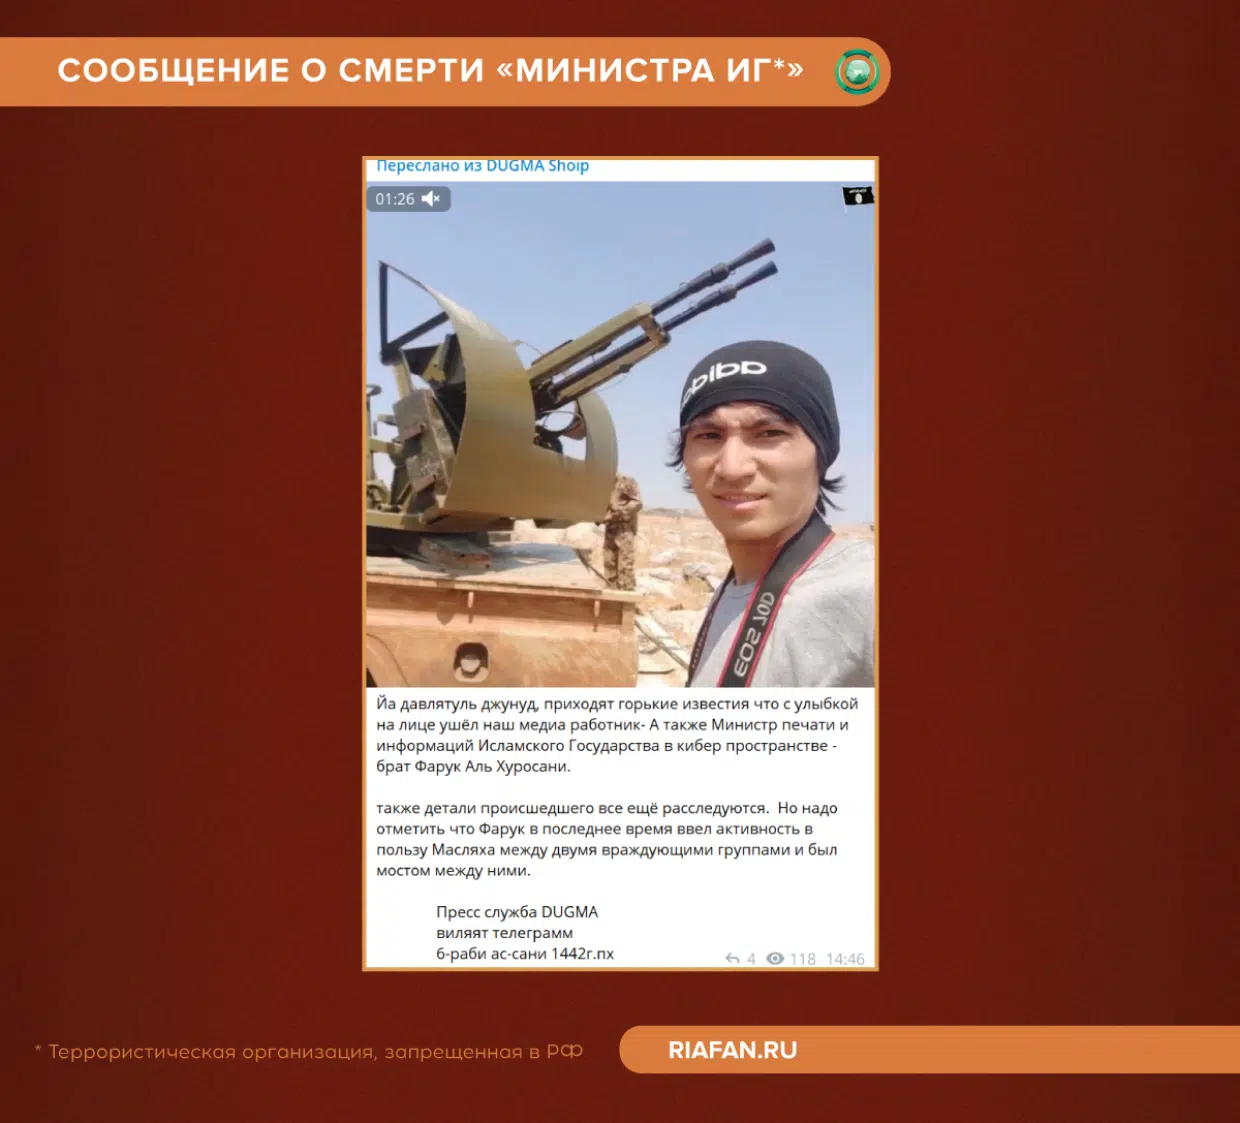 СООБЩЕНИЕ О СМЕРТИ «МИНИСТРА ИГ*»
Переслано из DUGMA Shoip
01:26
EOS 70D
Йа давлятуль джунуд, приходят горькие известия что с улыбкой
на лице ушёл наш медиа работник- А также Министр печати и
информаций Исламского Государства в кибер пространстве -
брат Фарук Аль Хуросани.
также детали происшедшего все ещё расследуются. Но надо
отметить что Фарук в последнее время ввел активность в
пользу Масляха между двумя враждующими группами и был
мостом между ними.
Пресс служба DUGMA
вилят телеграмм
6-раби ас-сани 1442г.пх
4 118 14:46
* Террористическая организация, запрещенная в РФ
RIAFAN.RU